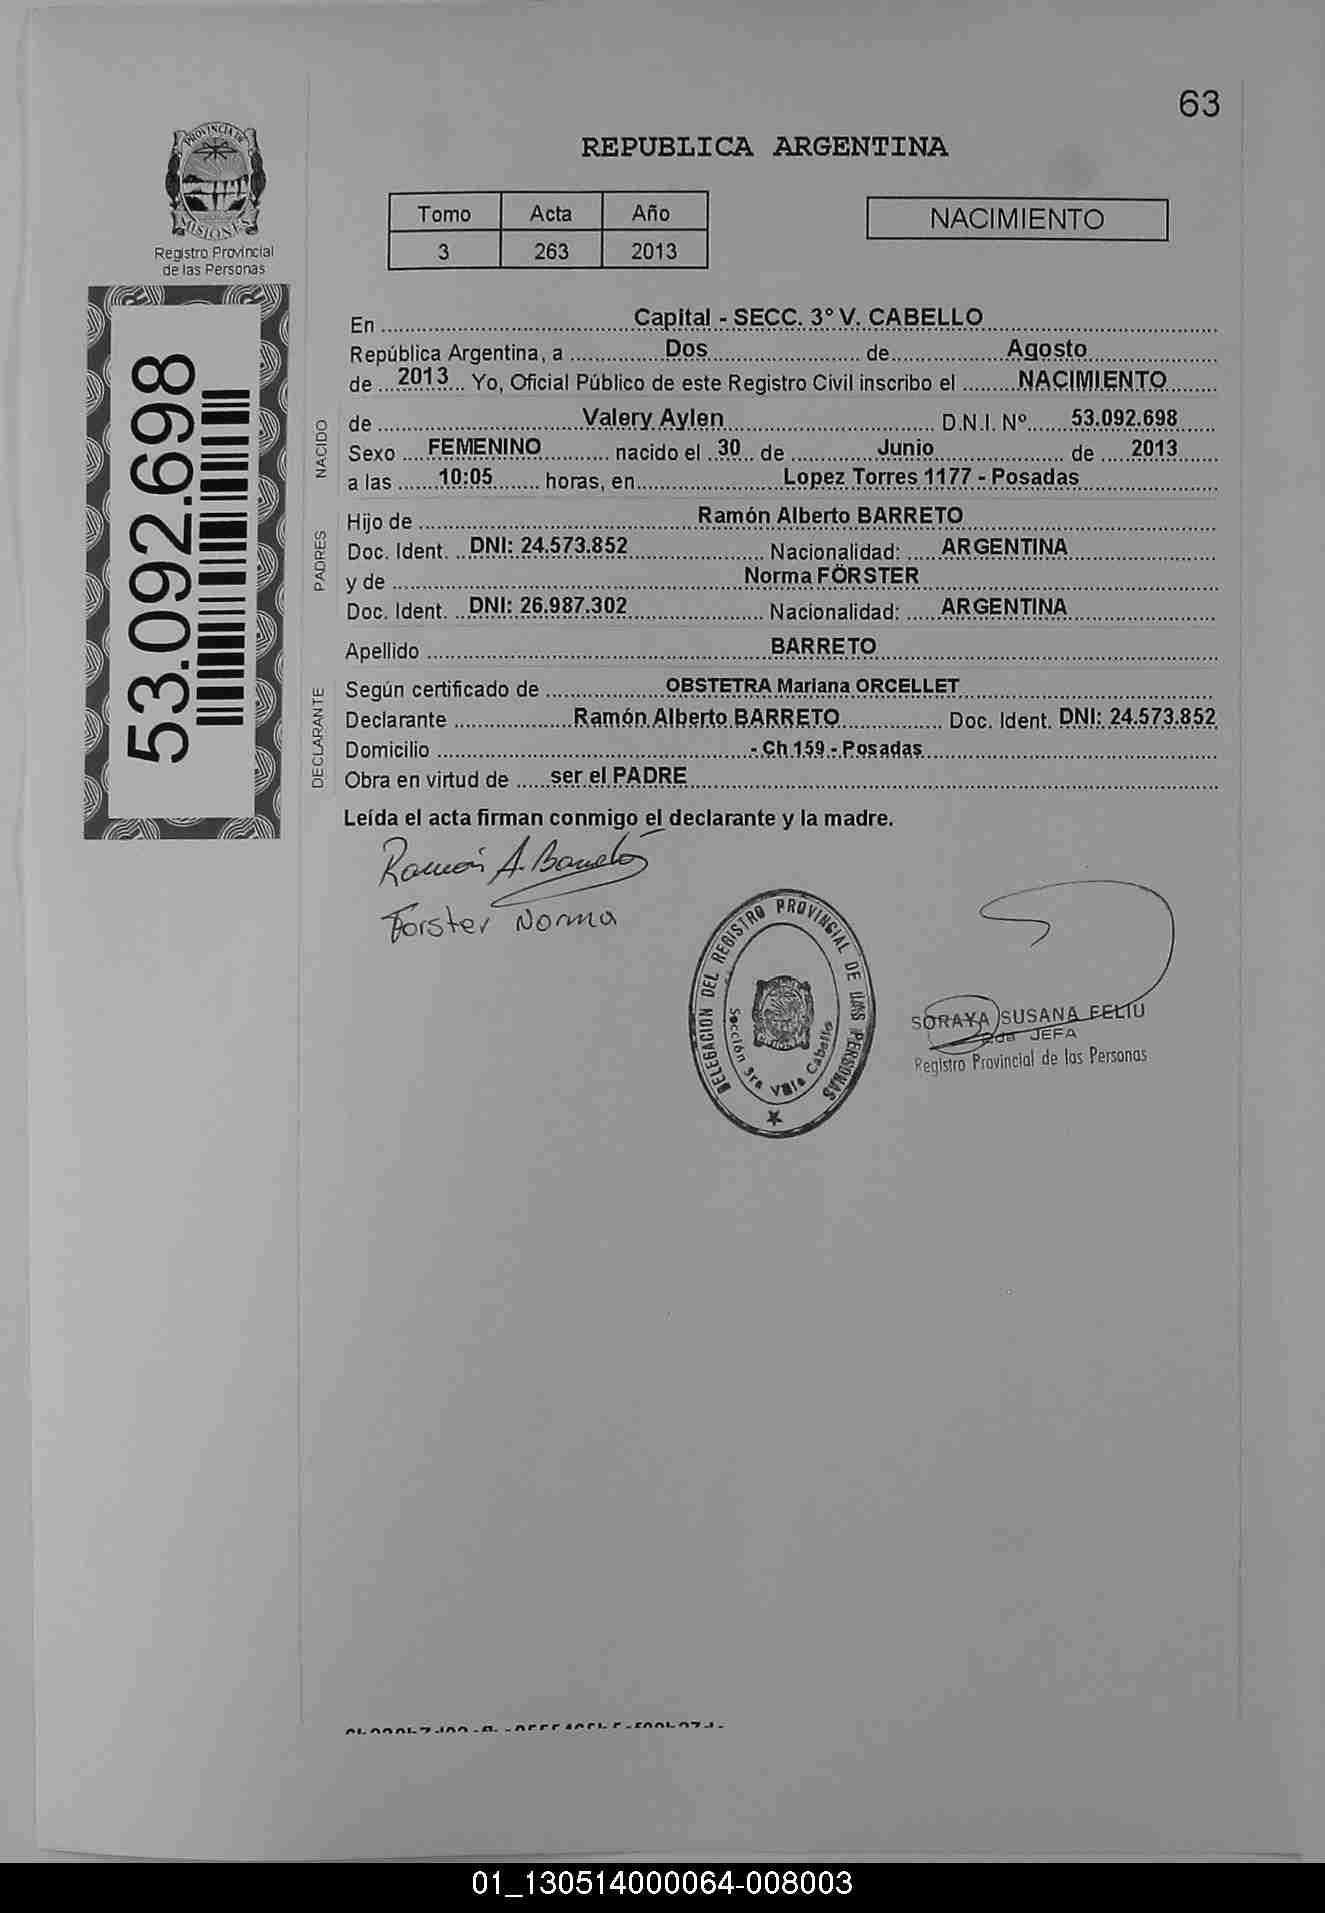 63
PROVINCIA DE
MISIONES
Registro Provincial
de las Personas
53.092.698
REPUBLICA ARGENTINA
Tomo Acta Año
3 263 2013
NACIMIENTO
En Capital - SECC. 3° V. CABELLO
República Argentina, a Dos de Agosto
de 2013 Yo, Oficial Público de este Registro Civil inscribo el NACIMIENTO
NACIDO
de Valery Aylen D.N.I. Nº 53.092.698
Sexo FEMENINO nacido el 30 de Junio de 2013
a las 10:05 horas, en Lopez Torres 1177 - Posadas
PADRES
Hijo de Ramón Alberto BARRETO
Doc. Ident. DNI: 24.573.852 Nacionalidad: ARGENTINA
y de Norma FÖRSTER
Doc. Ident. DNI: 26.987.302 Nacionalidad: ARGENTINA
Apellido BARRETO
DECLARANTE
Según certificado de OBSTETRA Mariana ORCELLET
Declarante Ramón Alberto BARRETO Doc. Ident. DNI: 24.573.852
Domicilio - Ch 159 - Posadas
Obra en virtud de ser el PADRE
Leída el acta firman conmigo el declarante y la madre.
Ramón A. Barreto
Förster Norma
DELEGACION DEL REGISTRO PROVINCIAL DE LAS PERSONAS
Sección 3ra Villa Cabello
SORAYA SUSANA FELIU
2da JEFA
Registro Provincial de las Personas
01_130514000064-008003